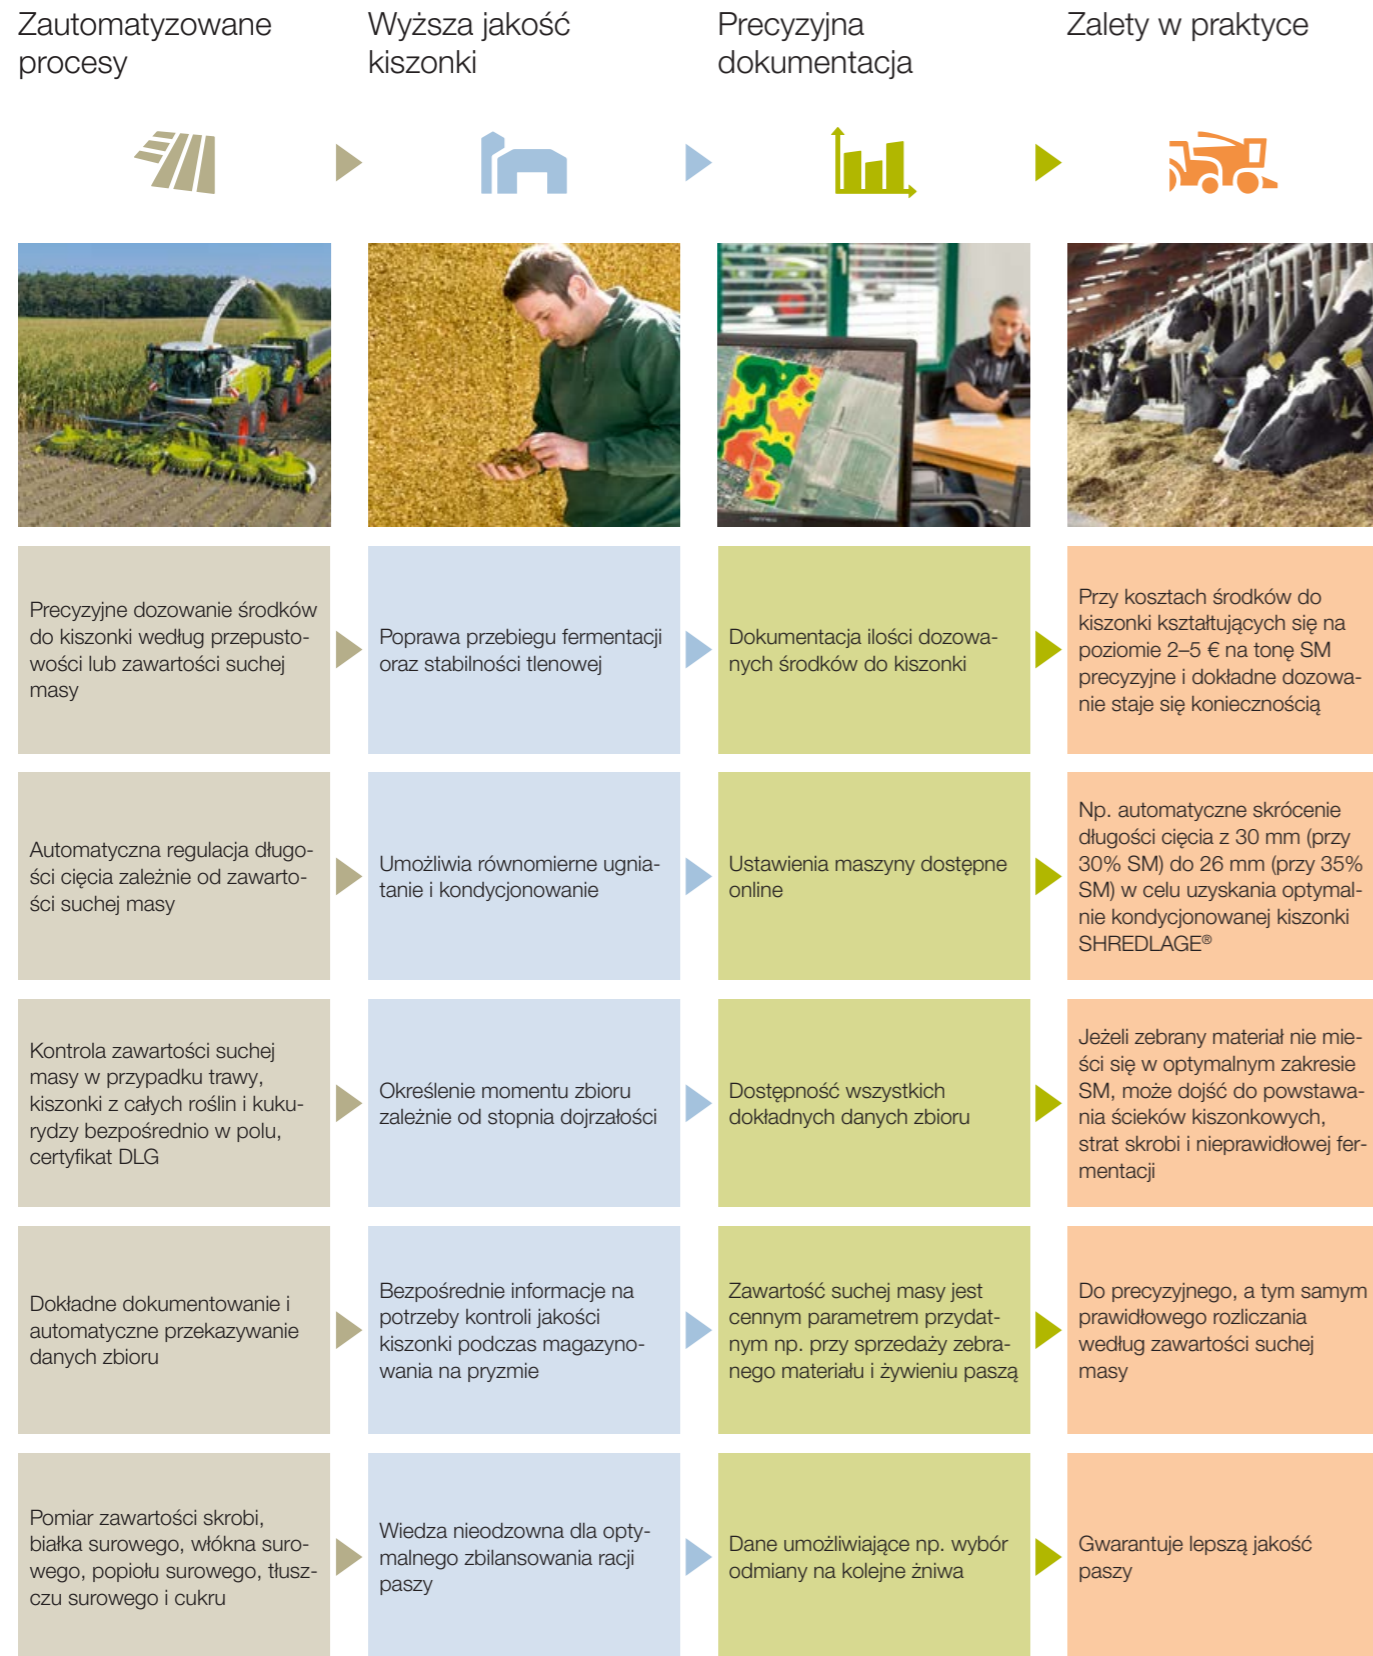 Zautomatyzowane
procesy
Wyższa jakość
kiszonki
Precyzyjna
dokumentacja
Zalety w praktyce
Precyzyjne dozowanie środków
do kiszonki według przepusto-
wości lub zawartości suchej
masy
Poprawa przebiegu fermentacji
oraz stabilności tlenowej
Dokumentacja ilości dozowa-
nych środków do kiszonki
Przy kosztach środków do
kiszonki kształtujących się na
poziomie 2–5 € na tonę SM
precyzyjne i dokładne dozowa-
nie staje się koniecznością
Automatyczna regulacja długo-
ści cięcia zależnie od zawarto-
ści suchej masy
Umożliwia równomierne ugnia-
tanie i kondycjonowanie
Ustawienia maszyny dostępne
online
Np. automatyczne skrócenie
długości cięcia z 30 mm (przy
30% SM) do 26 mm (przy 35%
SM) w celu uzyskania optymal-
nie kondycjonowanej kiszonki
SHREDLAGE®
Kontrola zawartości suchej
masy w przypadku trawy,
kiszonki z całych roślin i kuku-
rydzy bezpośrednio w polu,
certyfikat DLG
Określenie momentu zbioru
zależnie od stopnia dojrzałości
Dostępność wszystkich
dokładnych danych zbioru
Jeżeli zebrany materiał nie mie-
ści się w optymalnym zakresie
SM, może dojść do powstawa-
nia ścieków kiszonkowych,
strat skrobi i nieprawidłowej fer-
mentacji
Dokładne dokumentowanie i
automatyczne przekazywanie
danych zbioru
Bezpośrednie informacje na
potrzeby kontroli jakości
kiszonki podczas magazyno-
wania na pryzmie
Zawartość suchej masy jest
cennym parametrem przydat-
nym np. przy sprzedaży zebra-
nego materiału i żywieniu paszą
Do precyzyjnego, a tym samym
prawidłowego rozliczania
według zawartości suchej
masy
Pomiar zawartości skrobi,
białka surowego, włókna suro-
wego, popiołu surowego, tłusz-
czu surowego i cukru
Wiedza nieodzowna dla opty-
malnego zbilansowania racji
paszy
Dane umożliwiające np. wybór
odmiany na kolejne żniwa
Gwarantuje lepszą jakość
paszy